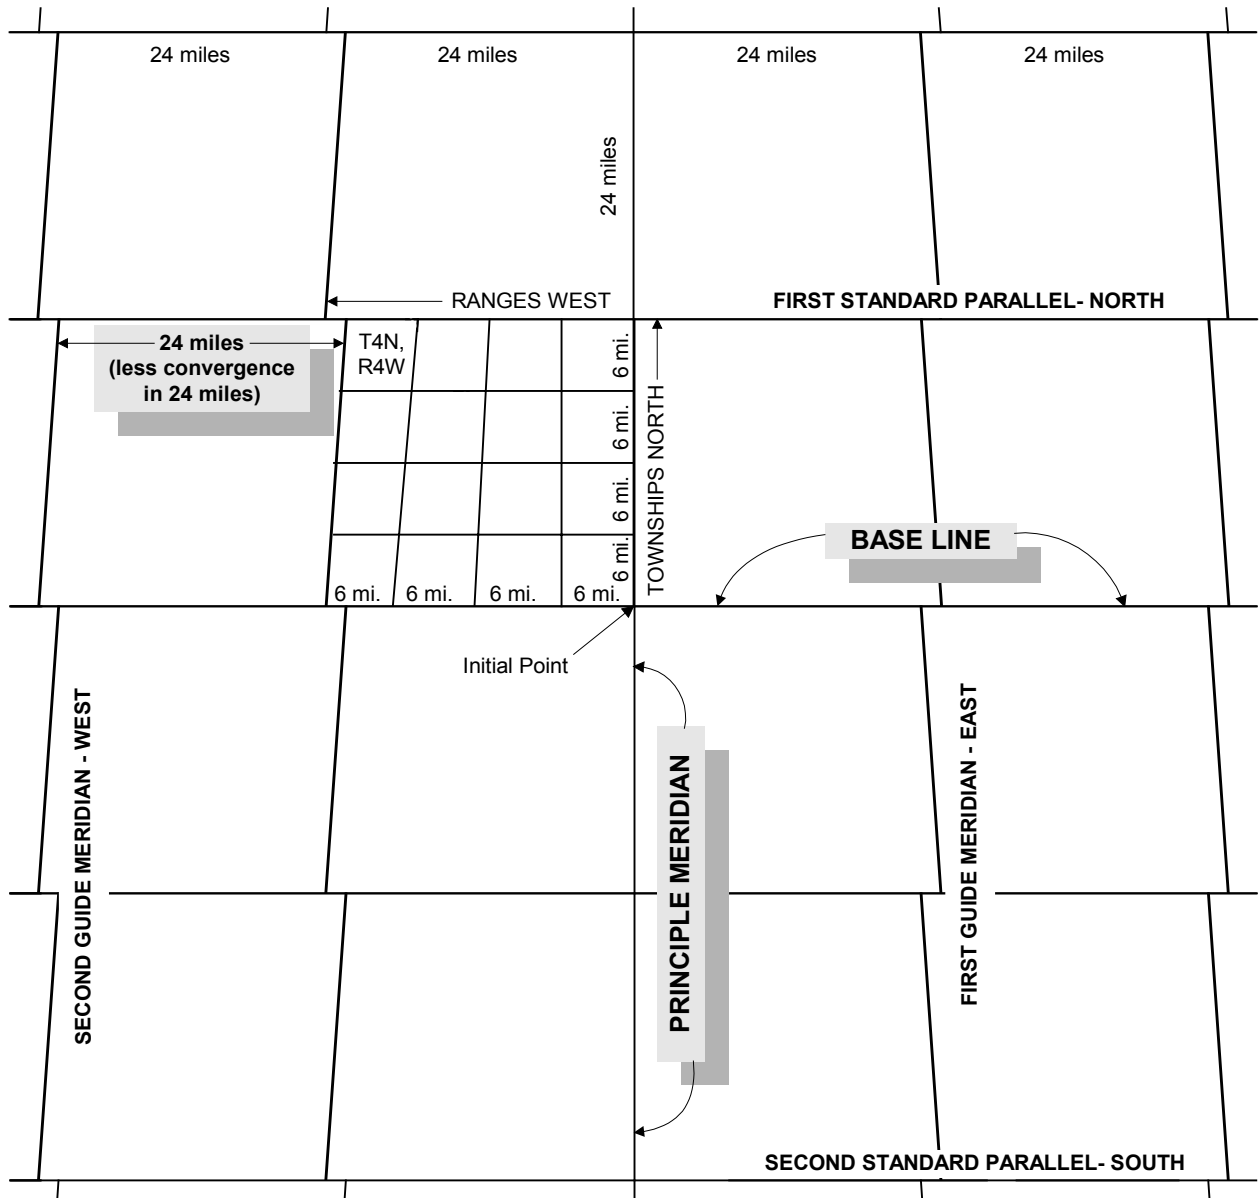 24 miles
24 miles
24 miles
24 miles
24 miles
RANGES WEST
FIRST STANDARD PARALLEL- NORTH
24 miles
(less convergence
in 24 miles)
T4N,
R4W
6 mi.
6 mi.
6 mi.
6 mi.
TOWNSHIPS NORTH
BASE LINE
6 mi.
6 mi.
6 mi.
6 mi.
Initial Point
SECOND GUIDE MERIDIAN - WEST
PRINCIPLE MERIDIAN
FIRST GUIDE MERIDIAN - EAST
SECOND STANDARD PARALLEL- SOUTH